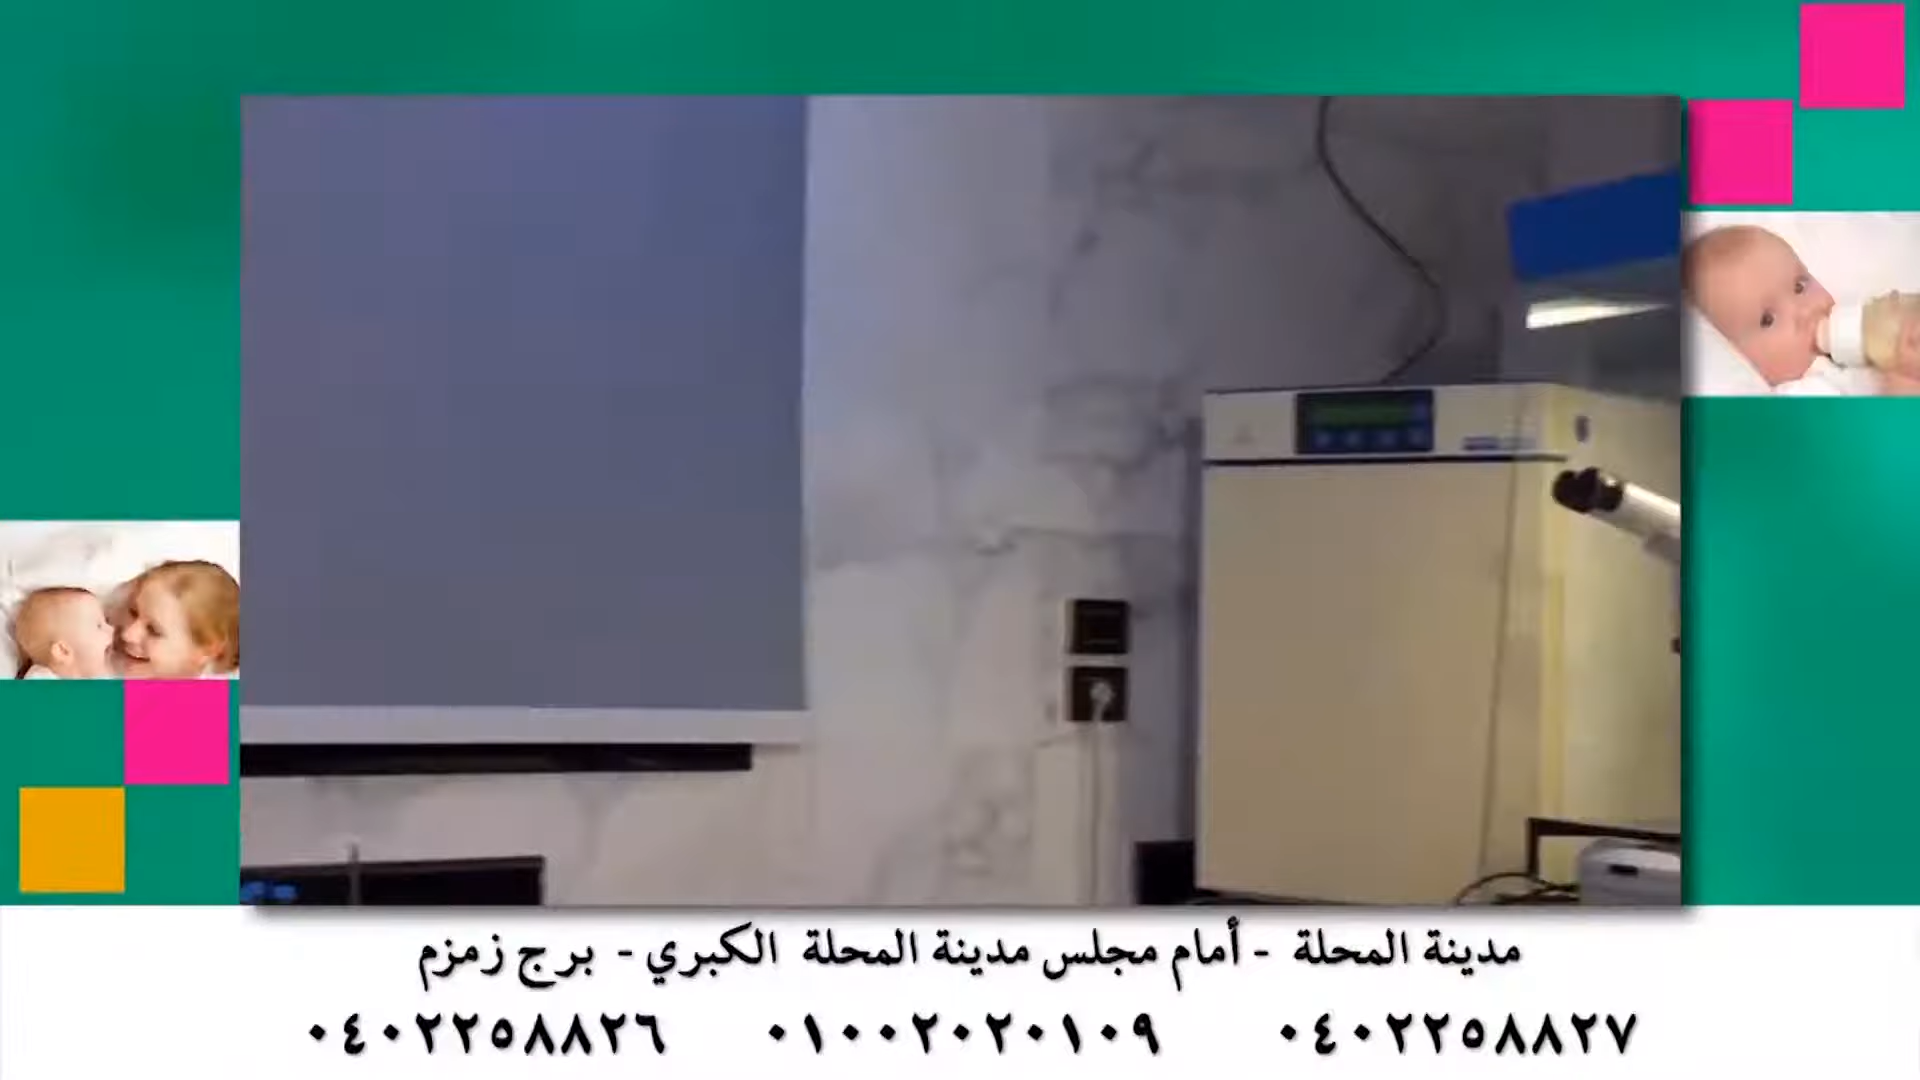 مدينة المحلة - أمام مجلس مدينة المحلة الكبري - برج زمزم
٠٤٠٢٢٥٨٨٢٦ ٠١٠٠٢٠٢٠١٠٩ ٠٤٠٢٢٥٨٨٢٧